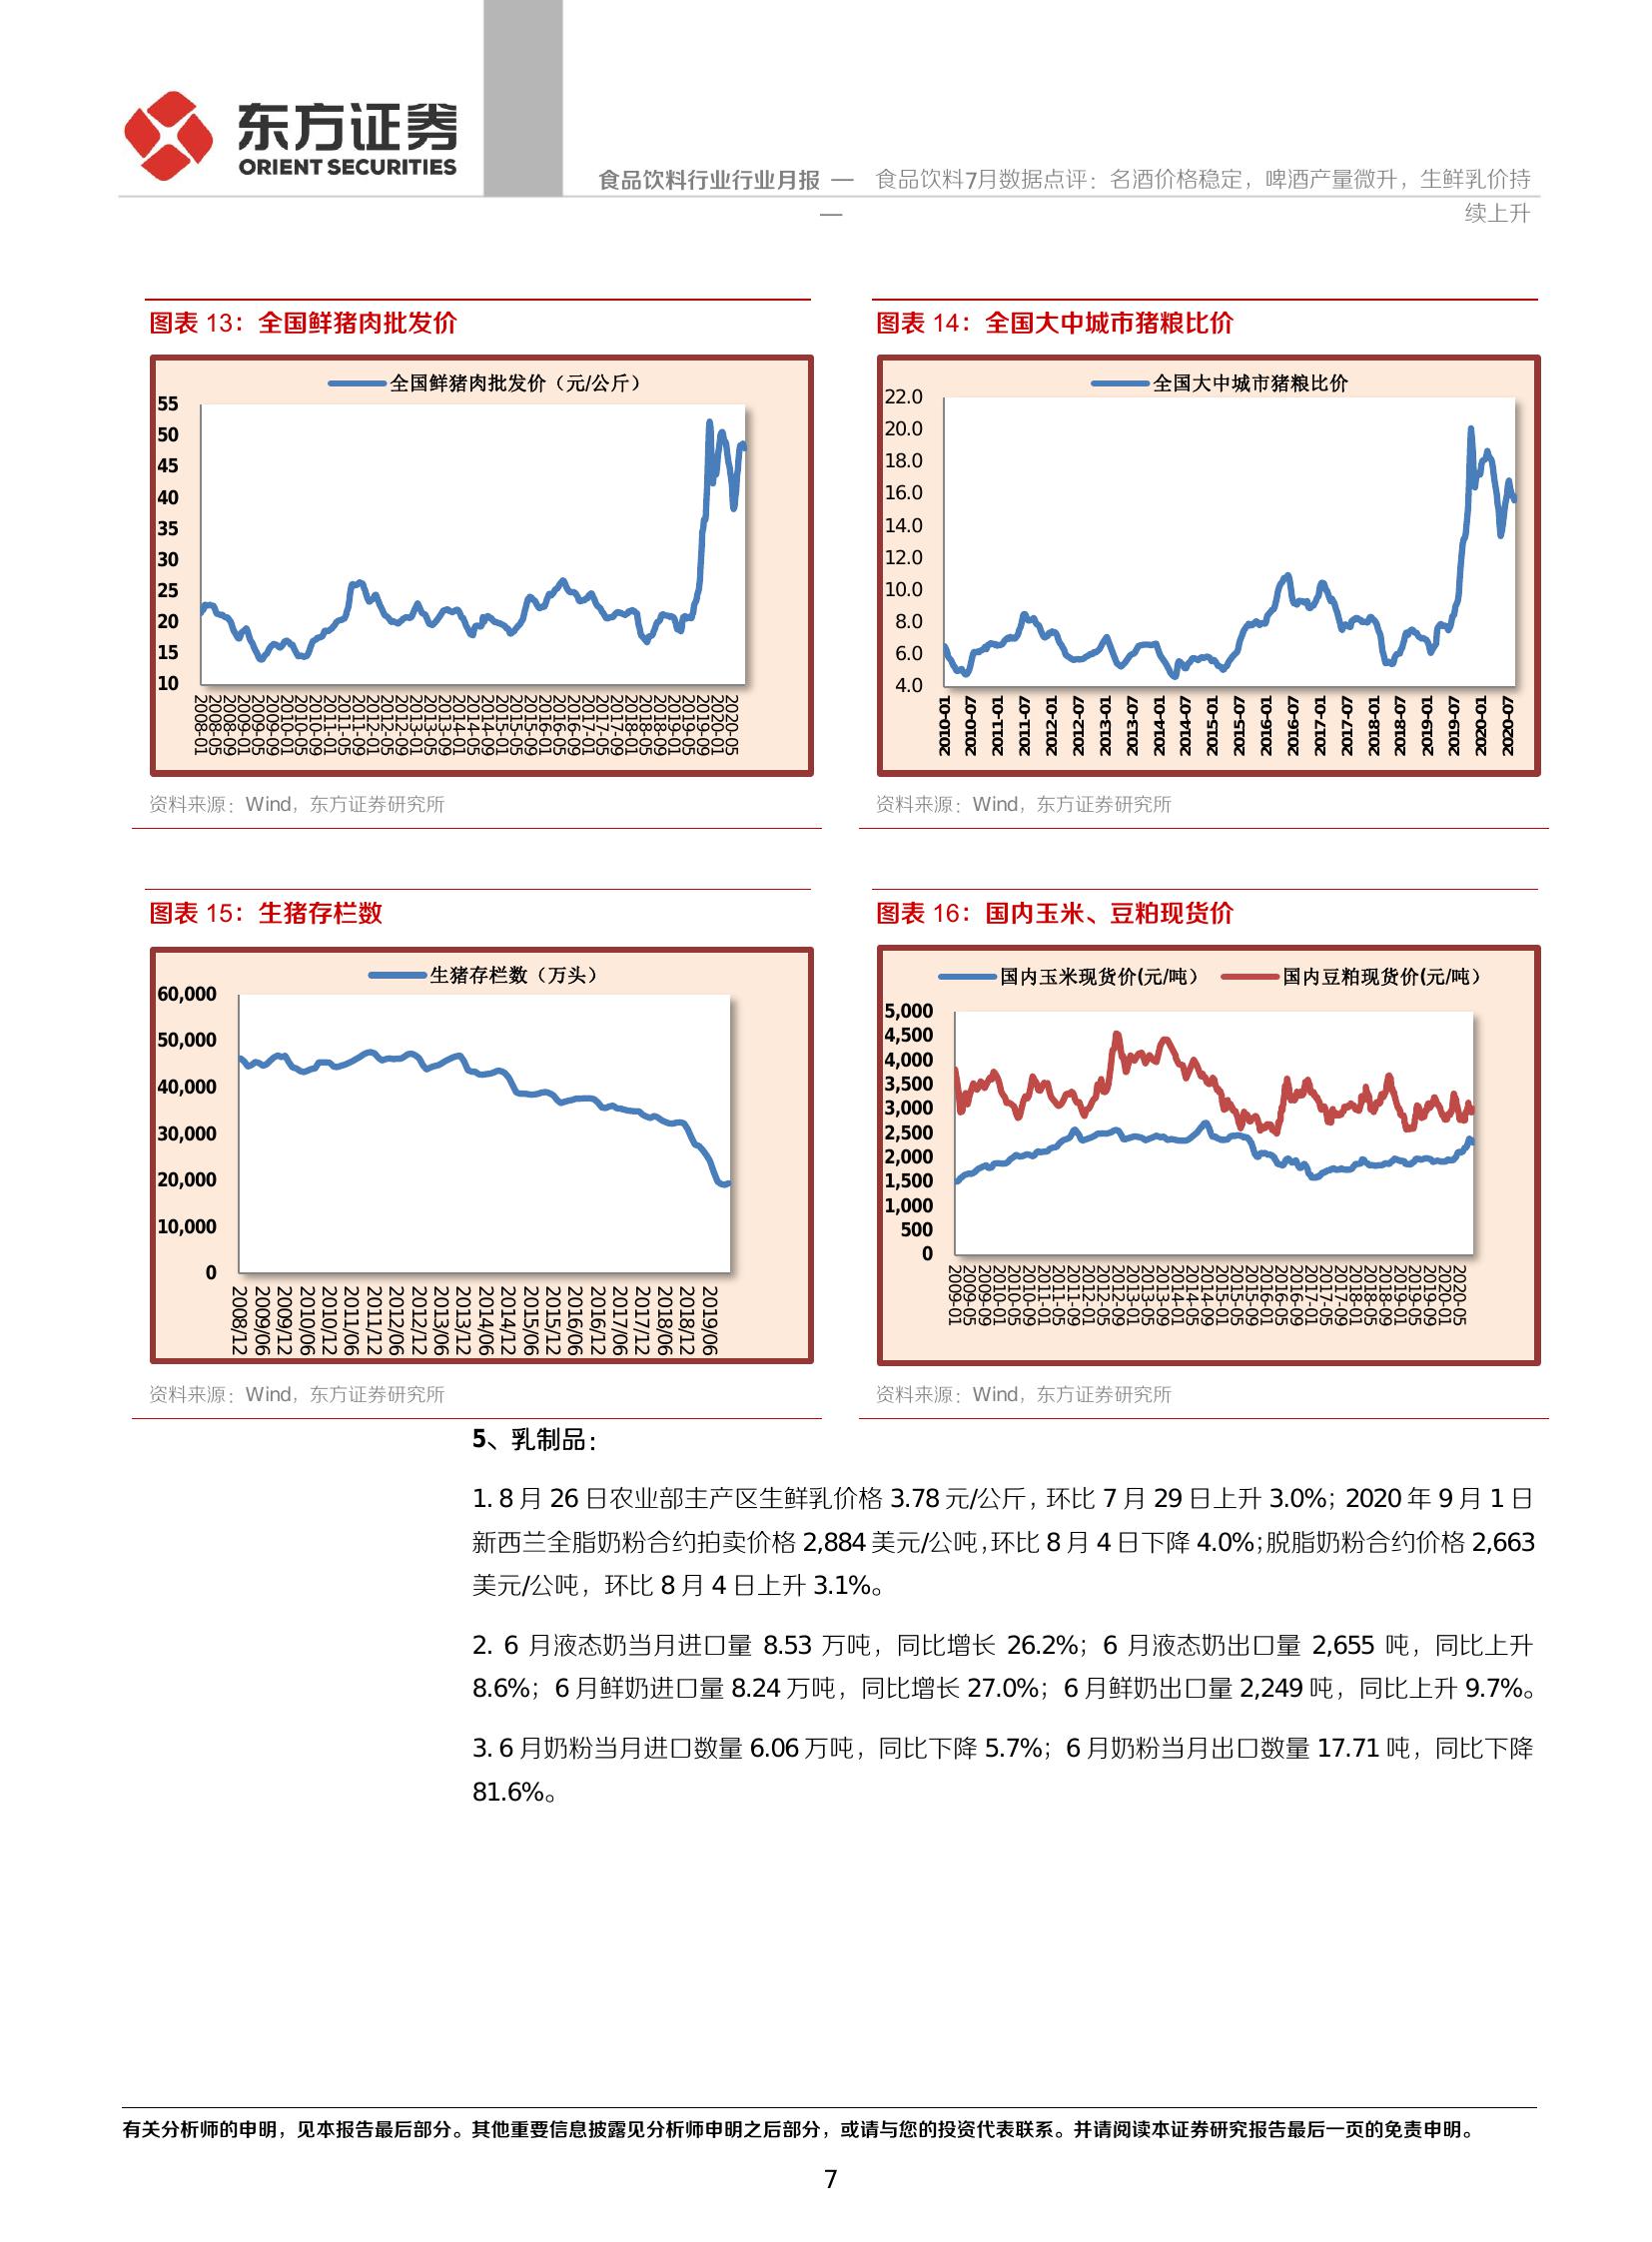 东方证券
ORIENT SECURITIES
食品饮料行业行业月报 —— 食品饮料7月数据点评：名酒价格稳定，啤酒产量微升，生鲜乳价持
续上升
图表 13：全国鲜猪肉批发价
全国鲜猪肉批发价（元/公斤）
55
50
45
40
35
30
25
20
15
10
2008-01 2008-05 2008-09 2009-01 2009-05 2009-09 2010-01 2010-05 2010-09 2011-01 2011-05 2011-09 2012-01 2012-05 2012-09 2013-01 2013-05 2013-09 2014-01 2014-05 2014-09 2015-01 2015-05 2015-09 2016-01 2016-05 2016-09 2017-01 2017-05 2017-09 2018-01 2018-05 2018-09 2019-01 2019-05 2019-09 2020-01 2020-05
资料来源：Wind，东方证券研究所
图表 14：全国大中城市猪粮比价
全国大中城市猪粮比价
22.0
20.0
18.0
16.0
14.0
12.0
10.0
8.0
6.0
4.0
2010-01 2010-07 2011-01 2011-07 2012-01 2012-07 2013-01 2013-07 2014-01 2014-07 2015-01 2015-07 2016-01 2016-07 2017-01 2017-07 2018-01 2018-07 2019-01 2019-07 2020-01 2020-07
资料来源：Wind，东方证券研究所
图表 15：生猪存栏数
生猪存栏数（万头）
60,000
50,000
40,000
30,000
20,000
10,000
0
2008/12 2009/06 2009/12 2010/06 2010/12 2011/06 2011/12 2012/06 2012/12 2013/06 2013/12 2014/06 2014/12 2015/06 2015/12 2016/06 2016/12 2017/06 2017/12 2018/06 2018/12 2019/06
资料来源：Wind，东方证券研究所
图表 16：国内玉米、豆粕现货价
国内玉米现货价(元/吨） 国内豆粕现货价(元/吨）
5,000
4,500
4,000
3,500
3,000
2,500
2,000
1,500
1,000
500
0
2009-01 2009-05 2009-09 2010-01 2010-05 2010-09 2011-01 2011-05 2011-09 2012-01 2012-05 2012-09 2013-01 2013-05 2013-09 2014-01 2014-05 2014-09 2015-01 2015-05 2015-09 2016-01 2016-05 2016-09 2017-01 2017-05 2017-09 2018-01 2018-05 2018-09 2019-01 2019-05 2019-09 2020-01 2020-05
资料来源：Wind，东方证券研究所
5、乳制品：
1. 8 月 26 日农业部主产区生鲜乳价格 3.78 元/公斤，环比 7 月 29 日上升 3.0%；2020 年 9 月 1 日
新西兰全脂奶粉合约拍卖价格 2,884 美元/公吨，环比 8 月 4 日下降 4.0%；脱脂奶粉合约价格 2,663
美元/公吨，环比 8 月 4 日上升 3.1%。
2. 6 月液态奶当月进口量 8.53 万吨，同比增长 26.2%；6 月液态奶出口量 2,655 吨，同比上升
8.6%；6 月鲜奶进口量 8.24 万吨，同比增长 27.0%；6 月鲜奶出口量 2,249 吨，同比上升 9.7%。
3. 6 月奶粉当月进口数量 6.06 万吨，同比下降 5.7%；6 月奶粉当月出口数量 17.71 吨，同比下降
81.6%。
有关分析师的申明，见本报告最后部分。其他重要信息披露见分析师申明之后部分，或请与您的投资代表联系。并请阅读本证券研究报告最后一页的免责申明。
7